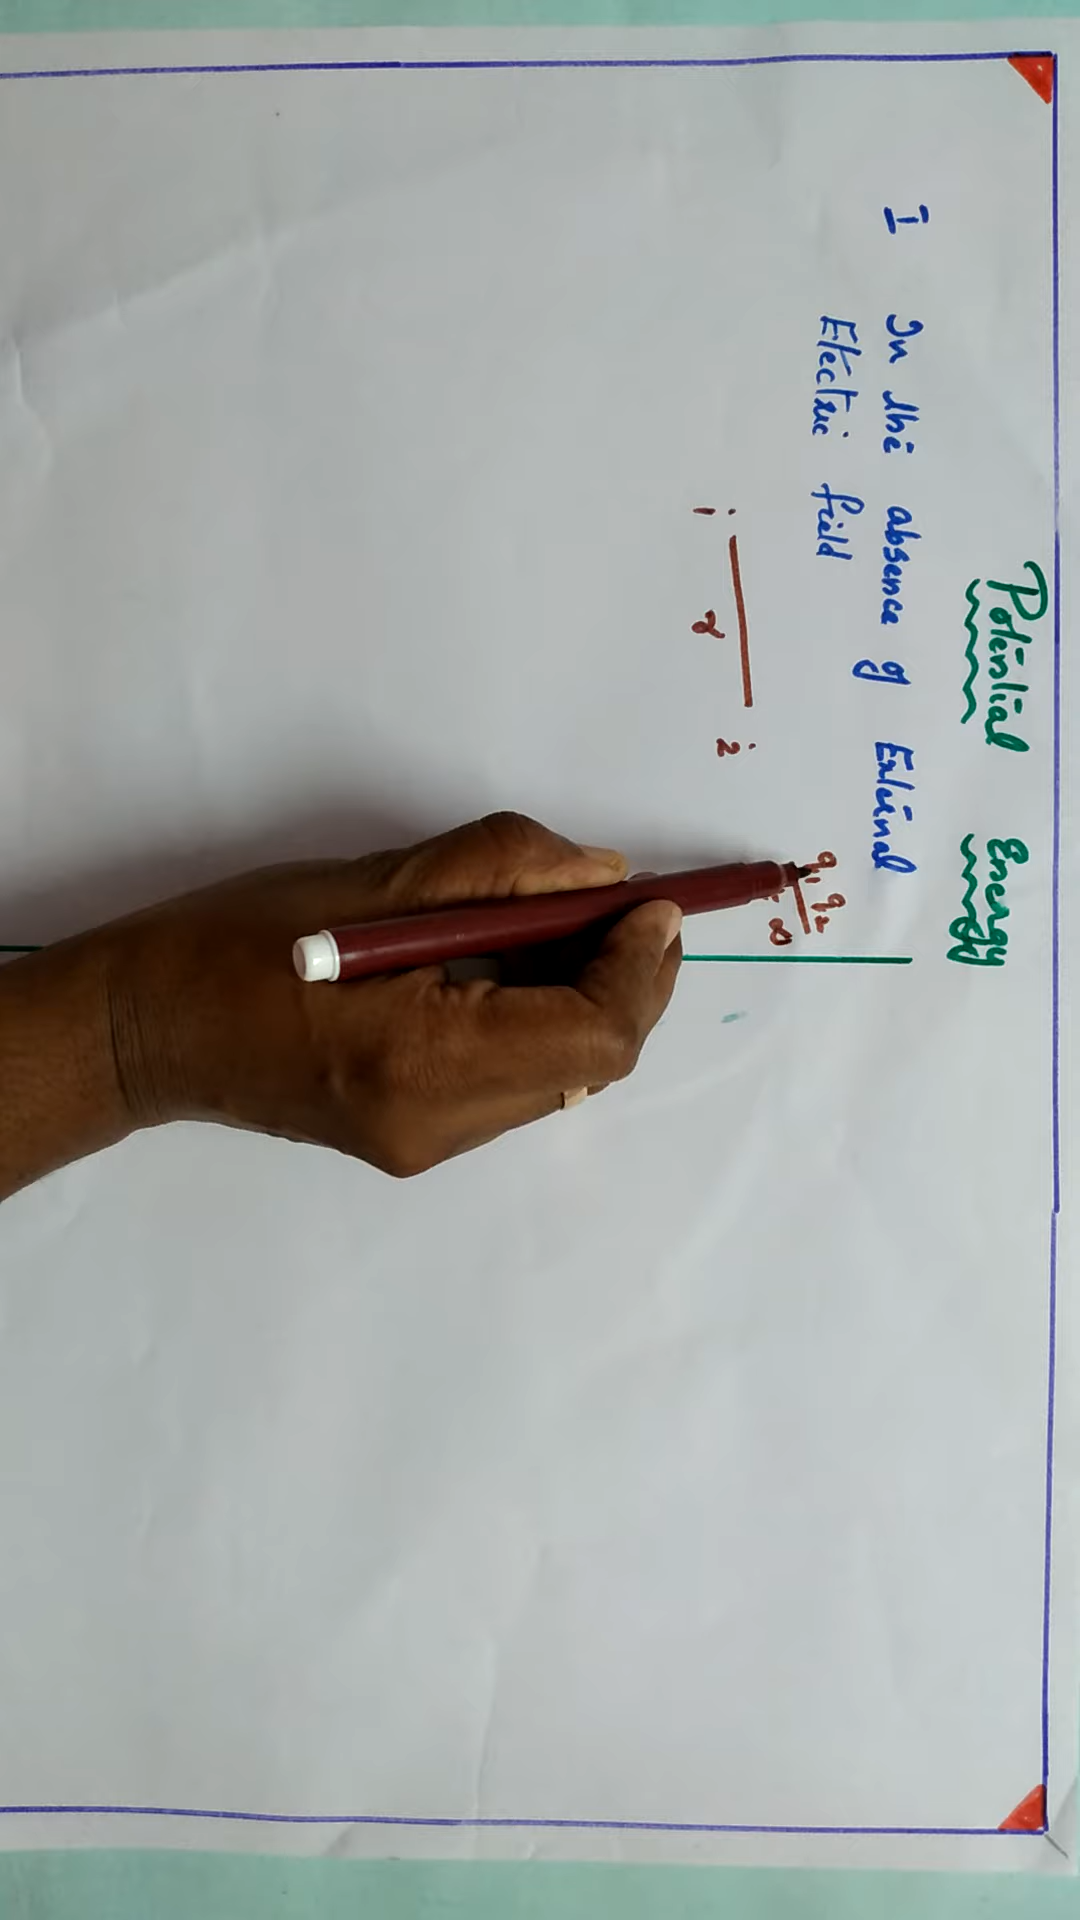 Potential Energy
I In the absence of External
Electric field
q1 q2
∞
1 2
r